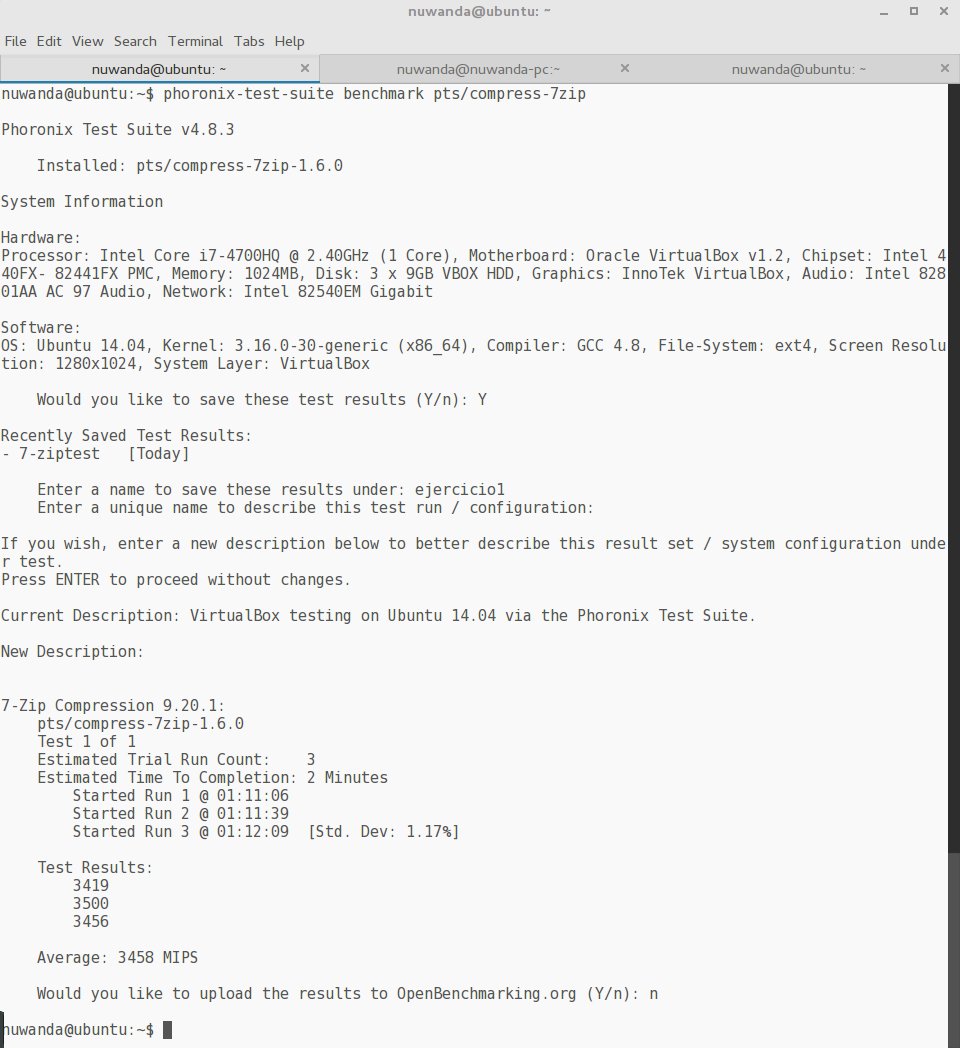 nuwanda@ubuntu: ~
File Edit View Search Terminal Tabs Help
nuwanda@ubuntu: ~ nuwanda@nuwanda-pc:~ nuwanda@ubuntu: ~
nuwanda@ubuntu:~$ phoronix-test-suite benchmark pts/compress-7zip
Phoronix Test Suite v4.8.3
Installed: pts/compress-7zip-1.6.0
System Information
Hardware:
Processor: Intel Core i7-4700HQ @ 2.40GHz (1 Core), Motherboard: Oracle VirtualBox v1.2, Chipset: Intel 4
40FX- 82441FX PMC, Memory: 1024MB, Disk: 3 x 9GB VBOX HDD, Graphics: InnoTek VirtualBox, Audio: Intel 828
01AA AC 97 Audio, Network: Intel 82540EM Gigabit
Software:
OS: Ubuntu 14.04, Kernel: 3.16.0-30-generic (x86_64), Compiler: GCC 4.8, File-System: ext4, Screen Resolu
tion: 1280x1024, System Layer: VirtualBox
Would you like to save these test results (Y/n): Y
Recently Saved Test Results:
- 7-ziptest [Today]
Enter a name to save these results under: ejercicio1
Enter a unique name to describe this test run / configuration:
If you wish, enter a new description below to better describe this result set / system configuration unde
r test.
Press ENTER to proceed without changes.
Current Description: VirtualBox testing on Ubuntu 14.04 via the Phoronix Test Suite.
New Description:
7-Zip Compression 9.20.1:
pts/compress-7zip-1.6.0
Test 1 of 1
Estimated Trial Run Count: 3
Estimated Time To Completion: 2 Minutes
Started Run 1 @ 01:11:06
Started Run 2 @ 01:11:39
Started Run 3 @ 01:12:09 [Std. Dev: 1.17%]
Test Results:
3419
3500
3456
Average: 3458 MIPS
Would you like to upload the results to OpenBenchmarking.org (Y/n): n
nuwanda@ubuntu:~$